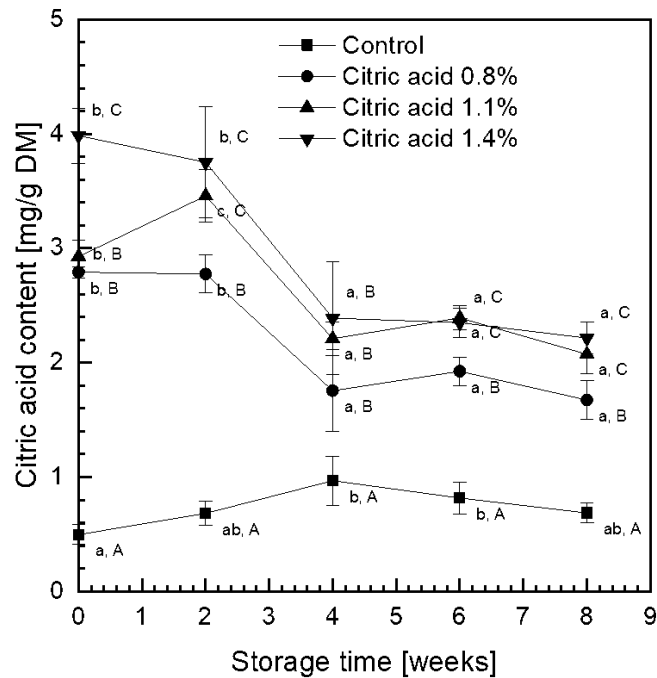 5
4
3
2
1
0
Citric acid content [mg/g DM]
Control
Citric acid 0.8%
Citric acid 1.1%
Citric acid 1.4%
b, C
b, C
c, C
b, B
b, B
b, B
a, B
a, B
a, B
a, C
a, C
a, B
a, C
a, C
a, B
a, A
ab, A
b, A
b, A
ab, A
0 1 2 3 4 5 6 7 8 9
Storage time [weeks]